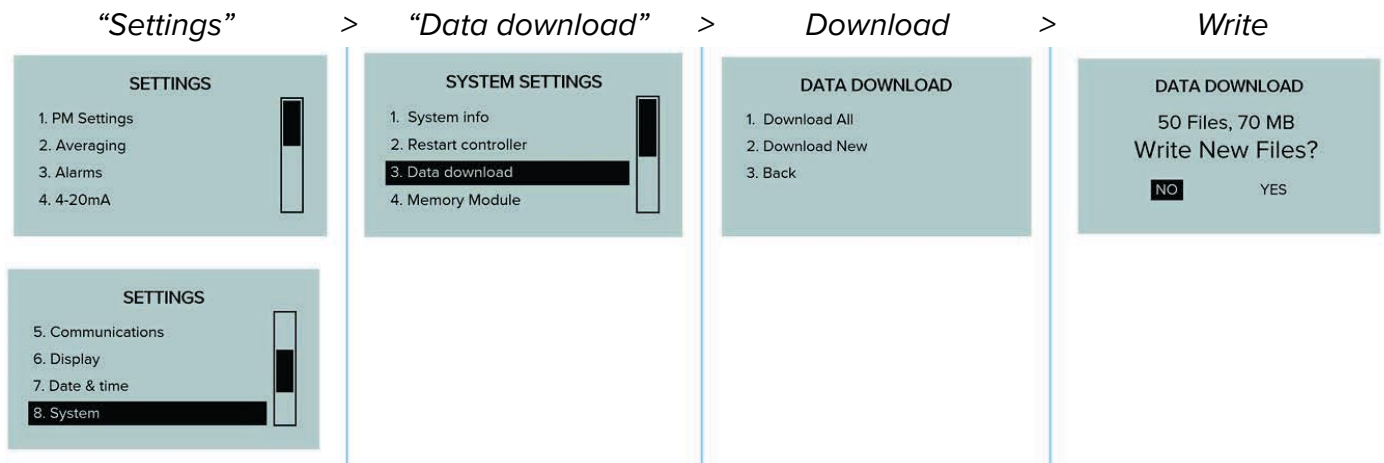 “Settings” > “Data download” > Download > Write
SETTINGS
1. PM Settings
2. Averaging
3. Alarms
4. 4-20mA
SETTINGS
5. Communications
6. Display
7. Date & time
8. System
SYSTEM SETTINGS
1. System info
2. Restart controller
3. Data download
4. Memory Module
DATA DOWNLOAD
1. Download All
2. Download New
3. Back
DATA DOWNLOAD
50 Files, 70 MB
Write New Files?
NO YES